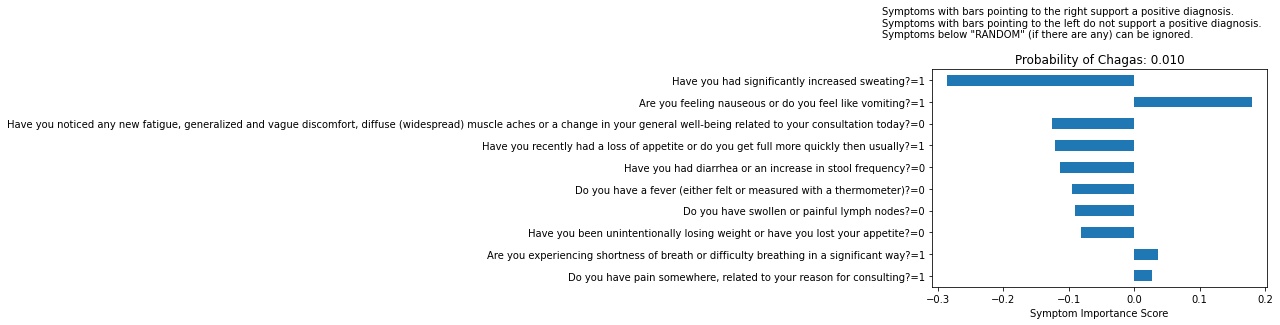 Symptoms with bars pointing to the right support a positive diagnosis.
Symptoms with bars pointing to the left do not support a positive diagnosis.
Symptoms below "RANDOM" (if there are any) can be ignored.
Probability of Chagas: 0.010
Have you had significantly increased sweating?=1
Are you feeling nauseous or do you feel like vomiting?=1
Have you noticed any new fatigue, generalized and vague discomfort, diffuse (widespread) muscle aches or a change in your general well-being related to your consultation today?=0
Have you recently had a loss of appetite or do you get full more quickly then usually?=1
Have you had diarrhea or an increase in stool frequency?=0
Do you have a fever (either felt or measured with a thermometer)?=0
Do you have swollen or painful lymph nodes?=0
Have you been unintentionally losing weight or have you lost your appetite?=0
Are you experiencing shortness of breath or difficulty breathing in a significant way?=1
Do you have pain somewhere, related to your reason for consulting?=1
−0.3 −0.2 −0.1 0.0 0.1 0.2
Symptom Importance Score